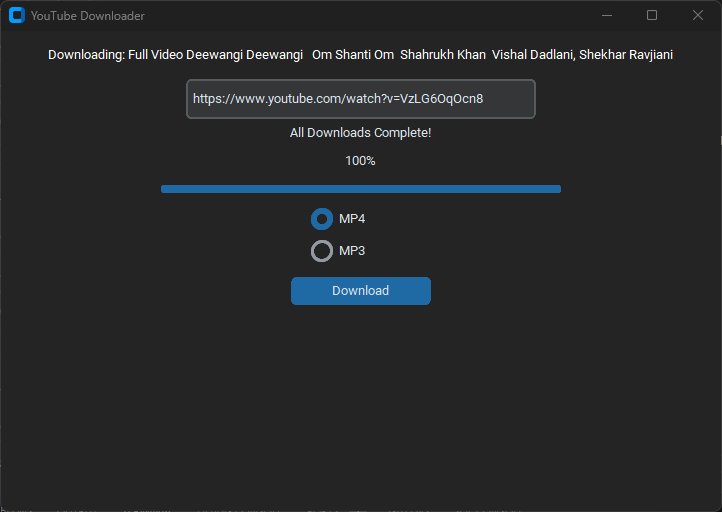 YouTube Downloader
Downloading: Full Video Deewangi Deewangi   Om Shanti Om  Shahrukh Khan  Vishal Dadlani, Shekhar Ravjiani
https://www.youtube.com/watch?v=VzLG6OqOcn8
All Downloads Complete!
100%
MP4
MP3
Download